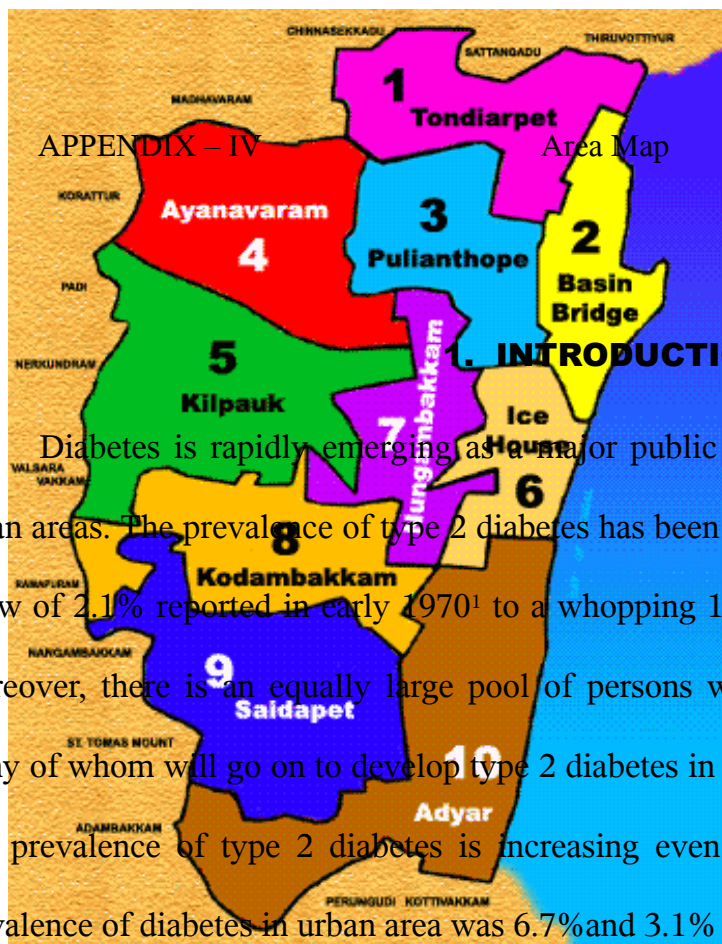 CHINNASEKKADU
THIRUVOTTIYUR
SATTANGADU
1
Tondiarpet
MADHAVARAM
APPENDIX – IV Area Map
KORATTUR
Ayanavaram
4
3
Pulianthope
2
Basin
Bridge
PADI
NERKUNDRAM
5
Kilpauk
1. INTRODUCTI
7
Nungambakkam
Ice
House
6
Diabetes is rapidly emerging as a major public
VALSARA
VAKKAM
an areas. The prevalence of type 2 diabetes has been
8
Kodambakkam
RAMAPURAM
w of 2.1% reported in early 1970¹ to a whopping 1
NANGAMBAKKAM
9
Saidapet
reover, there is an equally large pool of persons w
ST. TOMAS MOUNT
ny of whom will go on to develop type 2 diabetes in
10
Adyar
ADAMBAKKAM
prevalence of type 2 diabetes is increasing even
PERUNGUDI KOTTIVAKKAM
valence of diabetes in urban area was 6.7%and 3.1%